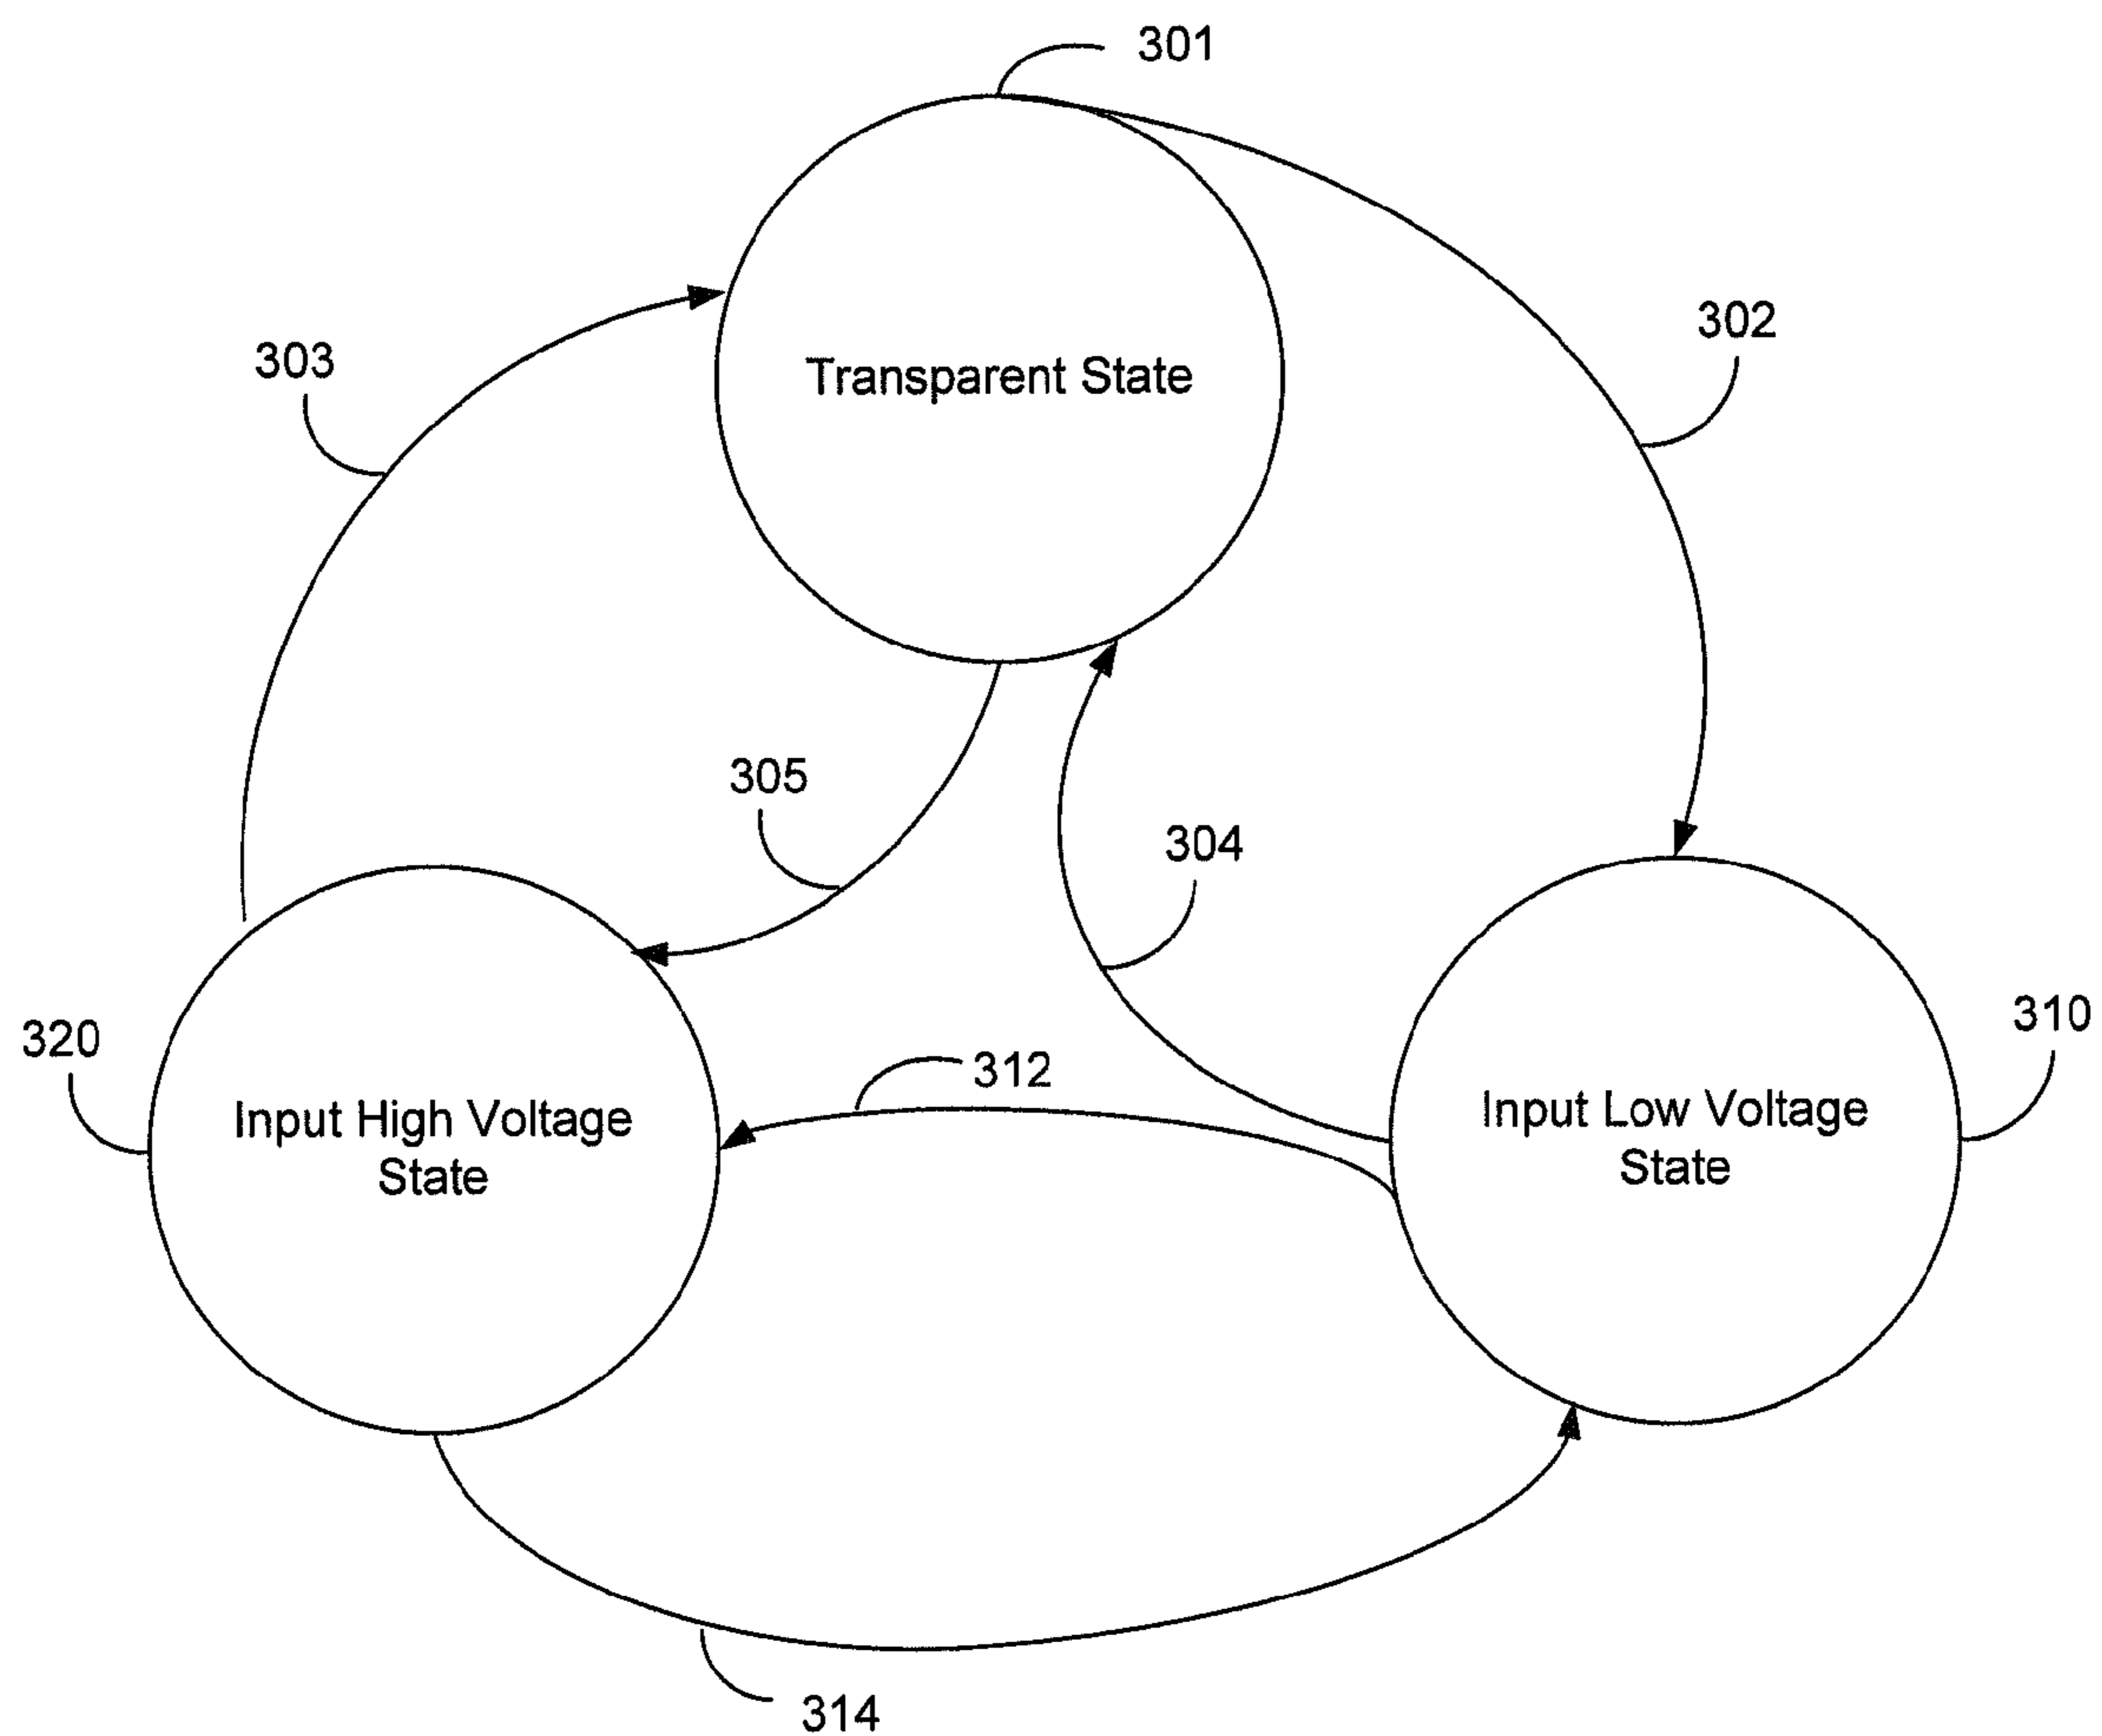 301
302
303
Transparent State
305
304
310
320
312
Input High Voltage
State
Input Low Voltage
State
314